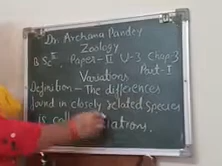 Dr. Archana Pandey
Zoology
B Sc II Paper-II U-3 Chap-3
Variations Part-I
Definition - The differences
found in closely related species
is